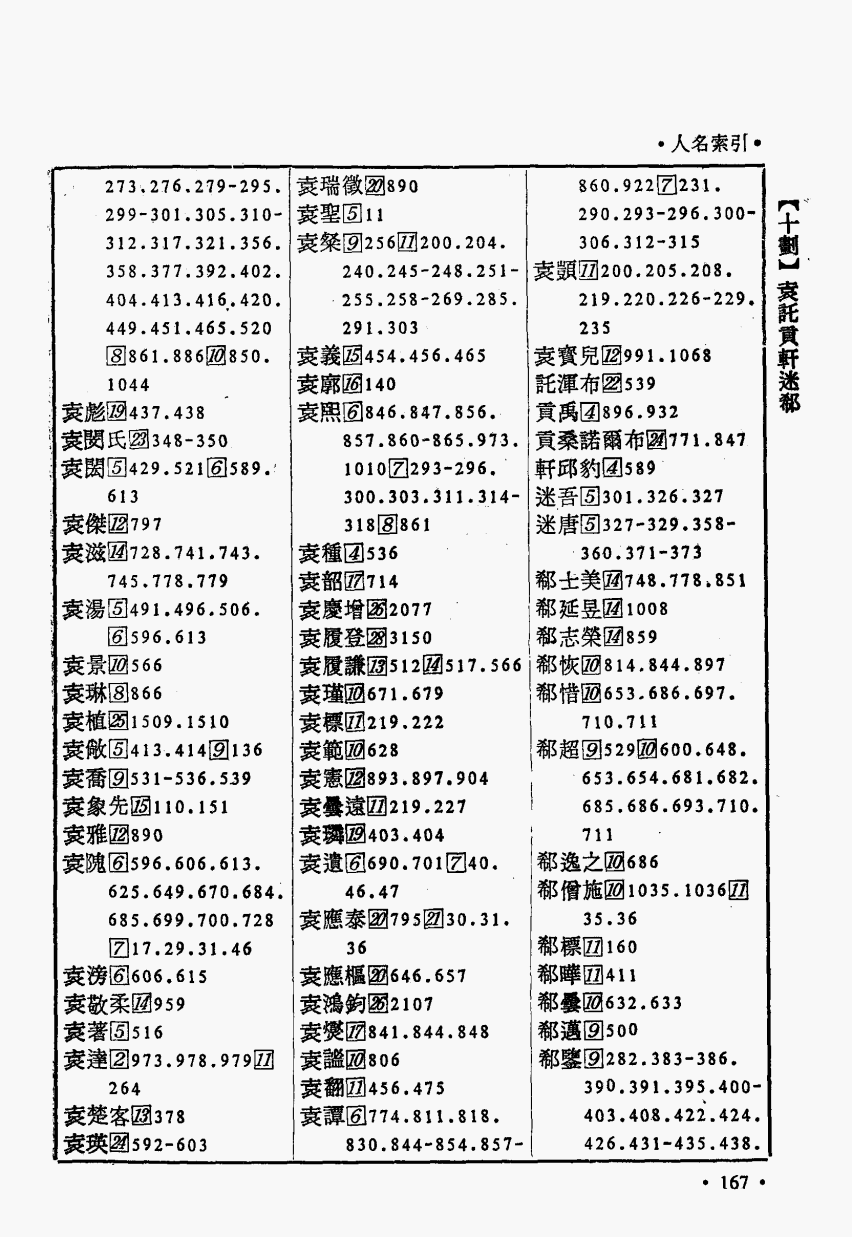 •人名索引•
273.276.279-295.
299-301.305.310-
312.317.321.356.
358.377.392.402.
404.413.416.420.
449.451.465.520
[8]861.886[10]850.
1044
袁彪[19]437.438
袁閔氏[23]348-350
袁閎[5]429.521[6]589.
613
袁傑[12]797
袁滋[14]728.741.743.
745.778.779
袁湯[5]491.496.506.
[6]596.613
袁景[10]566
袁琳[8]866
袁植[25]1509.1510
袁敞[5]413.414[9]136
袁喬[9]531-536.539
袁象先[15]110.151
袁雅[12]890
袁隗[6]596.606.613.
625.649.670.684.
685.699.700.728
[7]17.29.31.46
袁滂[6]606.615
袁敬柔[14]959
袁著[5]516
袁達[2]973.978.979[11]
264
袁楚客[13]378
袁瑛[24]592-603
袁瑞徵[20]890
袁聖[5]11
袁粲[9]256[11]200.204.
240.245-248.251-
255.258-269.285.
291.303
袁義[15]454.456.465
袁廓[16]140
袁熙[6]846.847.856.
857.860-865.973.
1010[7]293-296.
300.303.311.314-
318[8]861
袁種[4]536
袁韶[17]714
袁慶增[26]2077
袁履登[28]3150
袁履謙[13]512[14]517.566
袁瑾[10]671.679
袁標[11]219.222
袁範[10]628
袁憲[12]893.897.904
袁曇遠[11]219.227
袁璘[19]403.404
袁遺[6]690.701[7]40.
46.47
袁應泰[20]795[21]30.31.
36
袁應樞[20]646.657
袁鴻鈞[26]2107
袁燮[17]841.844.848
袁謐[10]806
袁翻[11]456.475
袁譚[6]774.811.818.
830.844-854.857-
860.922[7]231.
290.293-296.300-
306.312-315
袁顗[11]200.205.208.
219.220.226-229.
235
袁寶兒[12]991.1068
託渾布[22]539
貢禹[4]896.932
貢桑諾爾布[24]771.847
軒邱豹[4]589
迷吾[5]301.326.327
迷唐[5]327-329.358-
360.371-373
郗士美[14]748.778.851
郗延昱[14]1008
郗志榮[14]859
郗恢[10]814.844.897
郗惜[10]653.686.697.
710.711
郗超[9]529[10]600.648.
653.654.681.682.
685.686.693.710.
711
郗逸之[10]686
郗僧施[10]1035.1036[11]
35.36
郗標[11]160
郗曄[11]411
郗曇[10]632.633
郗邁[9]500
郗鑒[9]282.383-386.
390.391.395.400-
403.408.422.424.
426.431-435.438.
【十劃】袁託貢軒迷郗
•167•